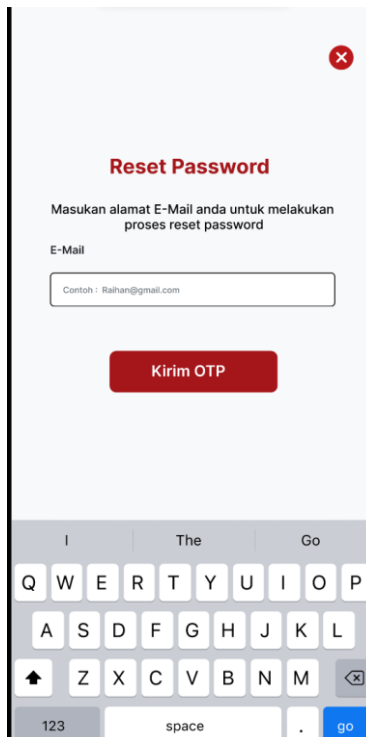 Reset Password
Masukan alamat E-Mail anda untuk melakukan
proses reset password
E-Mail
Contoh : Raihan@gmail.com
Kirim OTP
I The Go
Q W E R T Y U I O P
A S D F G H J K L
Z X C V B N M
123 space . go